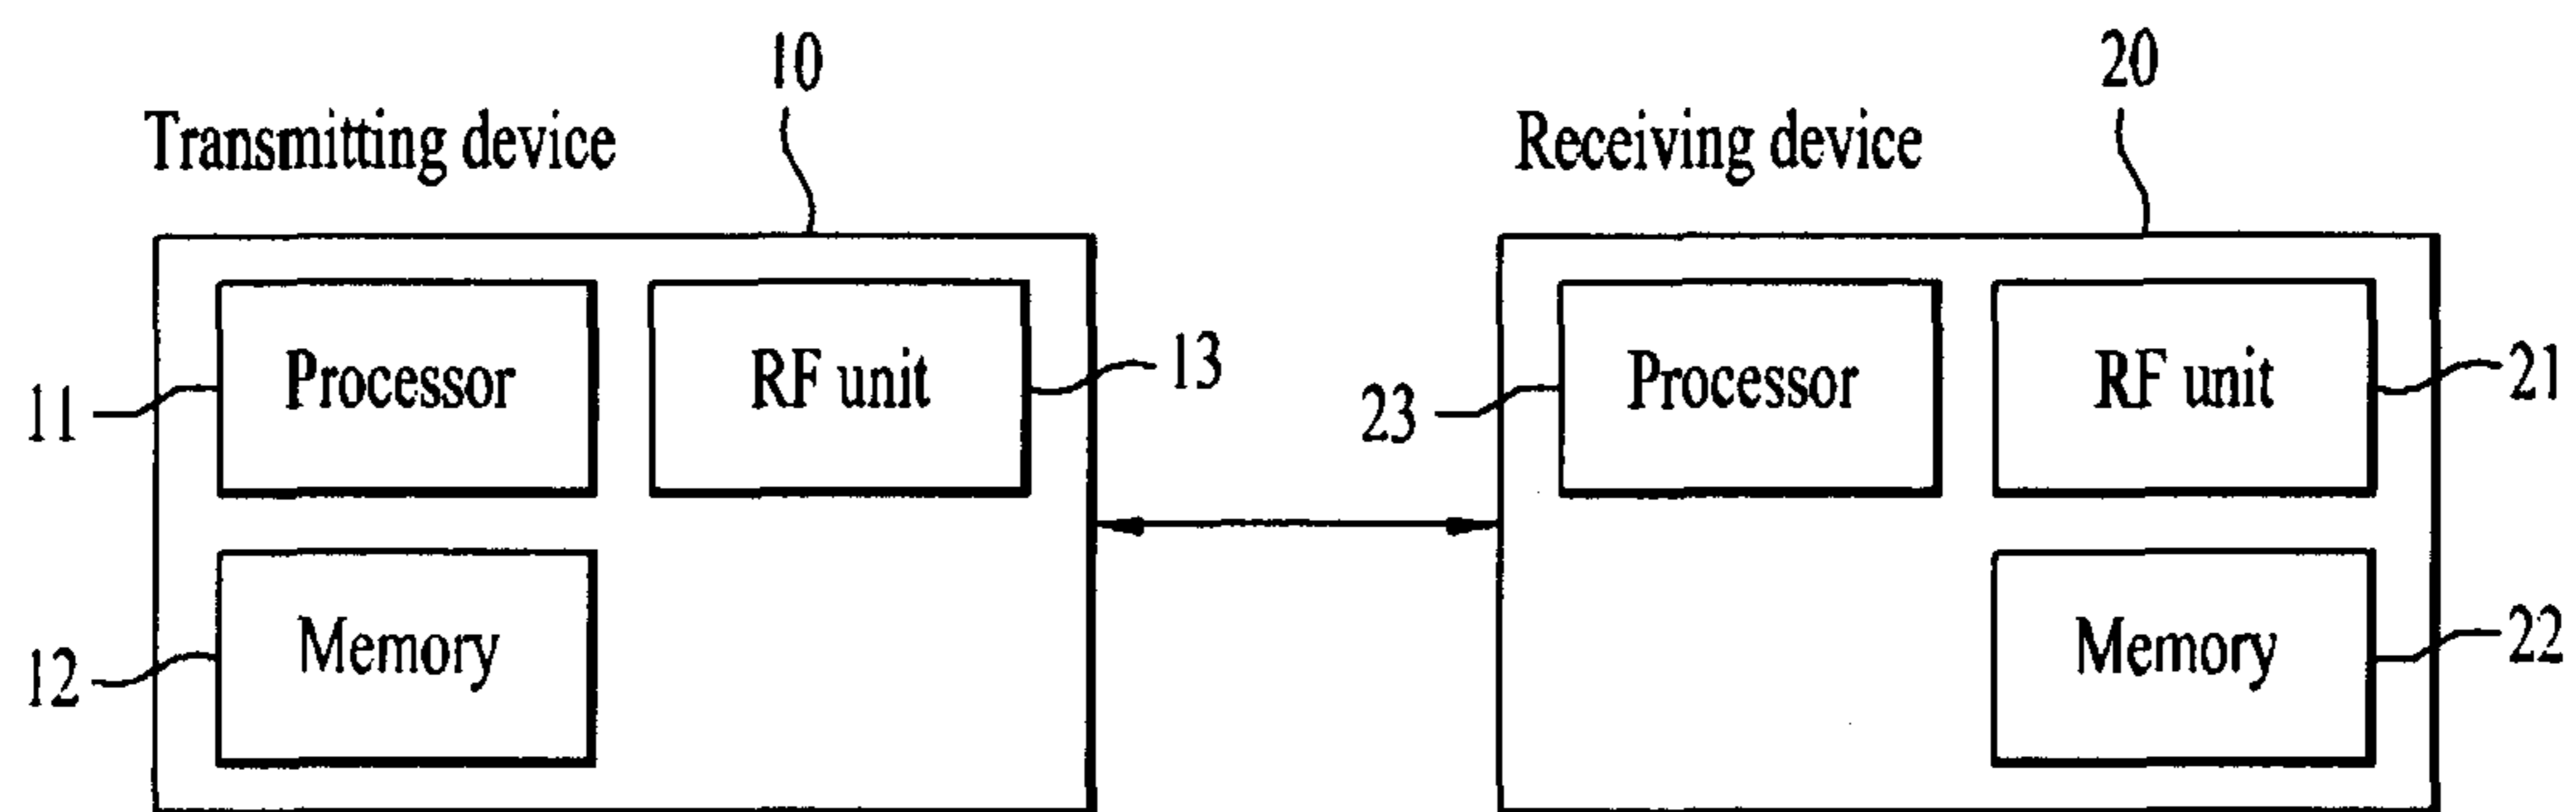 10
20
Transmitting device
Receiving device
Processor
RF unit
13
11
Processor
RF unit
21
23
Memory
12
Memory
22